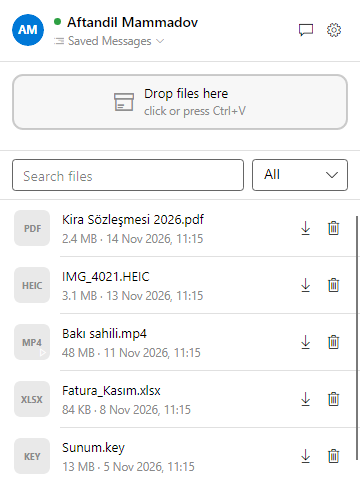 AM
Aftandil Mammadov
Saved Messages
Drop files here
click or press Ctrl+V
Search files
All
PDF
Kira Sözleşmesi 2026.pdf
2.4 MB · 14 Nov 2026, 11:15
HEIC
IMG_4021.HEIC
3.1 MB · 13 Nov 2026, 11:15
MP4
Bakı sahili.mp4
48 MB · 11 Nov 2026, 11:15
XLSX
Fatura_Kasım.xlsx
84 KB · 8 Nov 2026, 11:15
KEY
Sunum.key
13 MB · 5 Nov 2026, 11:15